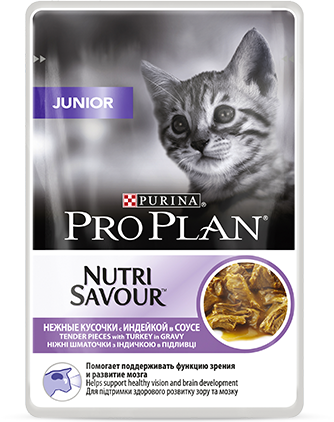 JUNIOR
PURINA®
PRO PLAN®
NUTRI
SAVOUR™
НЕЖНЫЕ КУСОЧКИ с ИНДЕЙКОЙ в СОУСЕ
TENDER PIECES with TURKEY in GRAVY
НІЖНІ ШМАТОЧКИ з ІНДИЧКОЮ в ПІДЛИВЦІ
Помогает поддерживать функцию зрения
и развитие мозга
Helps support healthy vision and brain development
Для підтримки здорового розвитку зору та мозку